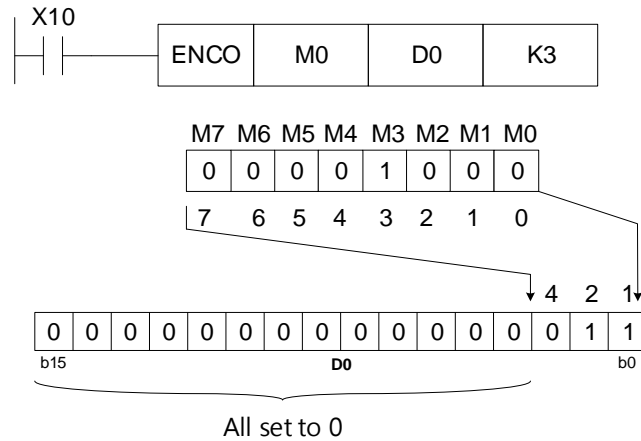 X10
ENCO M0 D0 K3
M7 M6 M5 M4 M3 M2 M1 M0
0 0 0 0 1 0 0 0
7 6 5 4 3 2 1 0
4 2 1
0 0 0 0 0 0 0 0 0 0 0 0 0 0 1 1
b15 D0 b0
All set to 0